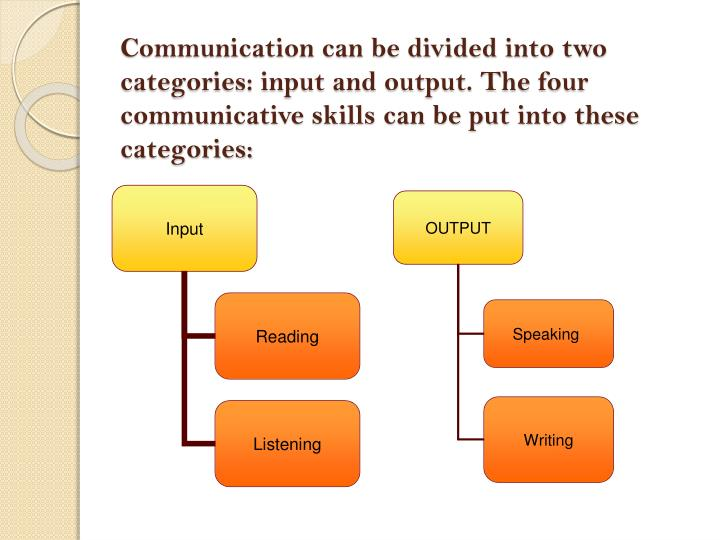 Communication can be divided into two
categories: input and output. The four
communicative skills can be put into these
categories:
Input
Reading
Listening
OUTPUT
Speaking
Writing